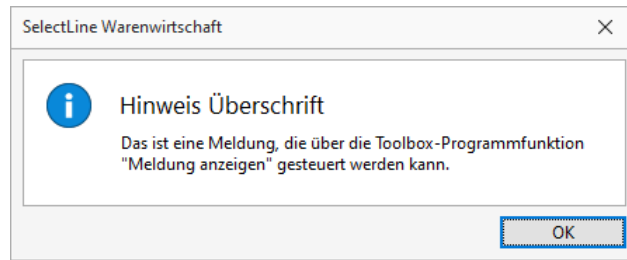 SelectLine Warenwirtschaft
Hinweis Überschrift
Das ist eine Meldung, die über die Toolbox-Programmfunktion
"Meldung anzeigen" gesteuert werden kann.
OK